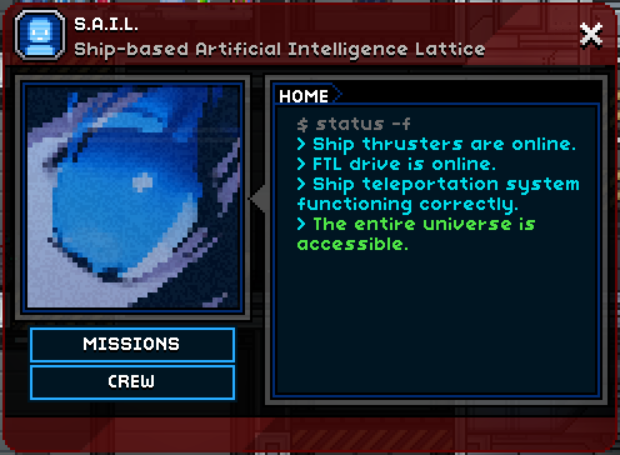 S.A.I.L.
Ship-based Artificial Intelligence Lattice
HOME
$ status -f
> Ship thrusters are online.
> FTL drive is online.
> Ship teleportation system
functioning correctly.
> The entire universe is
accessible.
MISSIONS
CREW